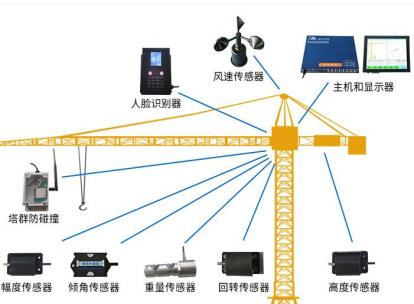 人脸识别器
风速传感器
主机和显示器
塔群防碰撞
幅度传感器
倾角传感器
重量传感器
回转传感器
高度传感器